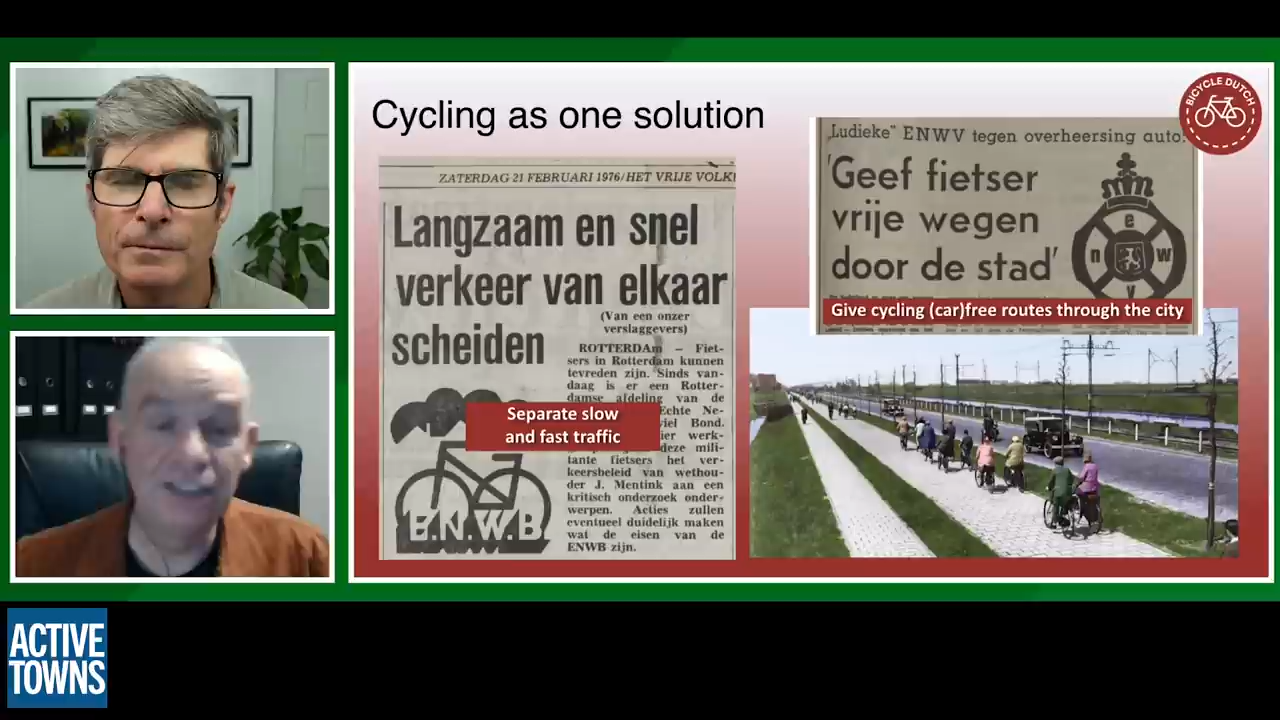 Cycling as one solution
BICYCLE DUTCH
ZATERDAG 21 FEBRUARI 1976/HET VRIJE VOLK
Langzaam en snel
verkeer van elkaar
scheiden
(Van een onzer
verslaggevers)
ROTTERDAm — Fiet-
sers in Rotterdam kunnen
tevreden zijn. Sinds van-
daag is er een Rotter-
damse afdeling van de
Echte Ne-
viel Bond.
ier werk-
deze mili-
tante fietsers het ver-
keersbeleid van wethou-
der J. Mentink aan een
kritisch onderzoek onder-
werpen. Acties zullen
eventueel duidelijk maken
wat de eisen van de
ENWB zijn.
Separate slow
and fast traffic
E.N.W.B.
„Ludieke” ENWV tegen overheersing auto:
'Geef fietser
vrije wegen
door de stad'
e
n w
v
Give cycling (car)free routes through the city
ACTIVE
TOWNS